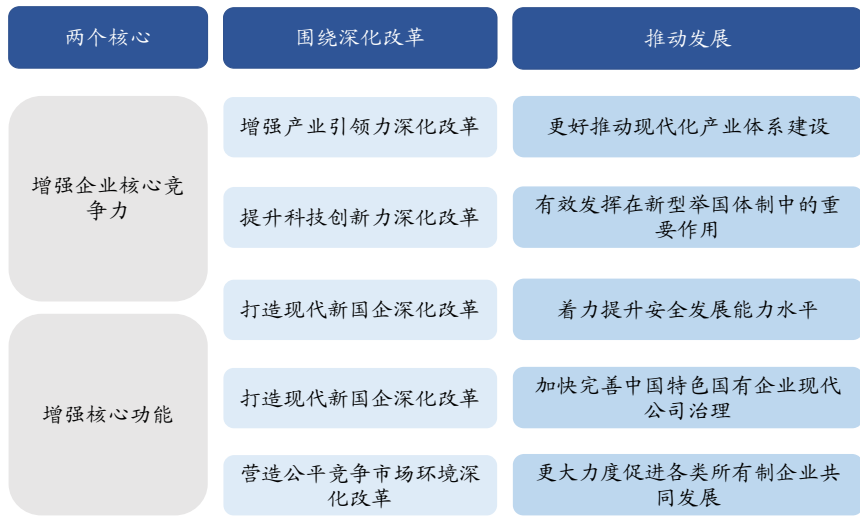 两个核心
围绕深化改革
推动发展
增强企业核心竞
争力
增强核心功能
增强产业引领力深化改革
更好推动现代化产业体系建设
提升科技创新力深化改革
有效发挥在新型举国体制中的重
要作用
打造现代新国企深化改革
着力提升安全发展能力水平
打造现代新国企深化改革
加快完善中国特色国有企业现代
公司治理
营造公平竞争市场环境深
化改革
更大力度促进各类所有制企业共
同发展